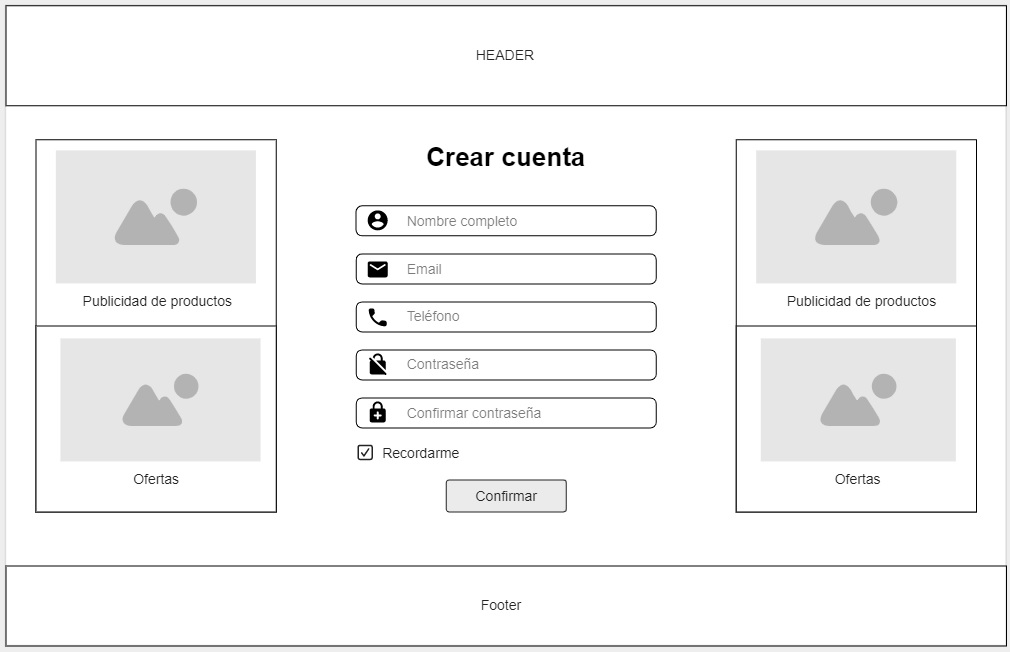 HEADER
Crear cuenta
Publicidad de productos
Ofertas
Nombre completo
Email
Teléfono
Contraseña
Confirmar contraseña
Recordarme
Confirmar
Publicidad de productos
Ofertas
Footer